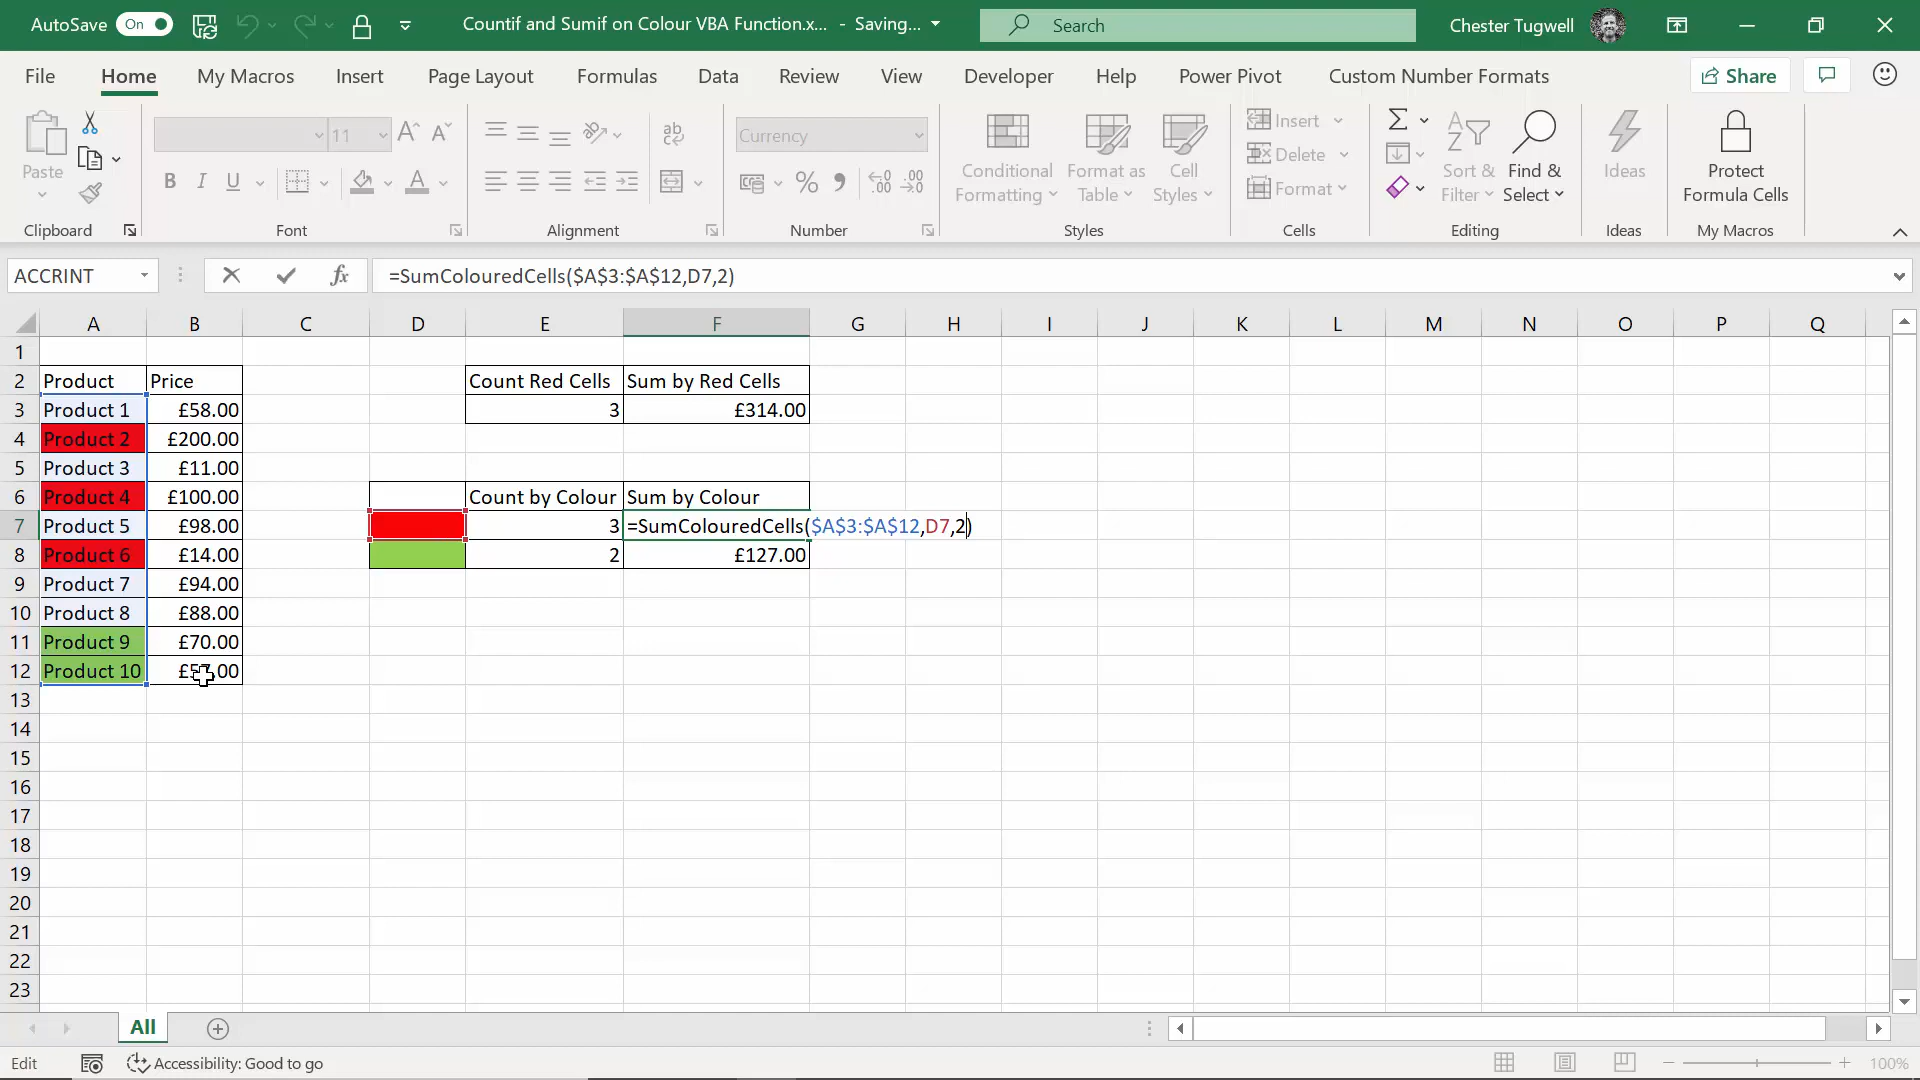 AutoSave On Countif and Sumif on Colour VBA Function.x... - Saving... Search Chester Tugwell
File Home My Macros Insert Page Layout Formulas Data Review View Developer Help Power Pivot Custom Number Formats Share
Paste 11 Currency Conditional Formatting Format as Table Cell Styles Insert Delete Format Sort & Filter Find & Select Ideas Protect Formula Cells
Clipboard Font Alignment Number Styles Cells Editing Ideas My Macros
ACCRINT fx =SumColouredCells($A$3:$A$12,D7,2)
A B C D E F G H I J K L M N O P Q
1
2 Product Price Count Red Cells Sum by Red Cells
3 Product 1 £58.00 3 £314.00
4 Product 2 £200.00
5 Product 3 £11.00
6 Product 4 £100.00 Count by Colour Sum by Colour
7 Product 5 £98.00 3 =SumColouredCells($A$3:$A$12,D7,2)
8 Product 6 £14.00 2 £127.00
9 Product 7 £94.00
10 Product 8 £88.00
11 Product 9 £70.00
12 Product 10 £57.00
13
14
15
16
17
18
19
20
21
22
23
All
Edit Accessibility: Good to go 100%